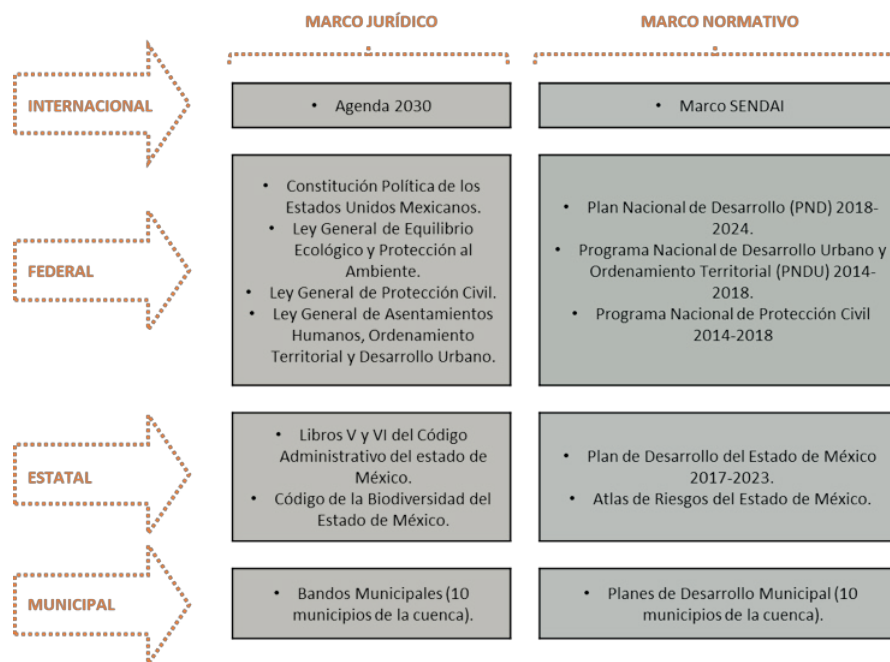 MARCO JURÍDICO
MARCO NORMATIVO
INTERNACIONAL
• Agenda 2030
• Marco SENDAI
FEDERAL
• Constitución Política de los
Estados Unidos Mexicanos.
• Ley General de Equilibrio
Ecológico y Protección al
Ambiente.
• Ley General de Protección Civil.
• Ley General de Asentamientos
Humanos, Ordenamiento
Territorial y Desarrollo Urbano.
• Plan Nacional de Desarrollo (PND) 2018-
2024.
• Programa Nacional de Desarrollo Urbano y
Ordenamiento Territorial (PNDU) 2014-
2018.
• Programa Nacional de Protección Civil
2014-2018
ESTATAL
• Libros V y VI del Código
Administrativo del estado de
México.
• Código de la Biodiversidad del
Estado de México.
• Plan de Desarrollo del Estado de México
2017-2023.
• Atlas de Riesgos del Estado de México.
MUNICIPAL
• Bandos Municipales (10
municipios de la cuenca).
• Planes de Desarrollo Municipal (10
municipios de la cuenca).